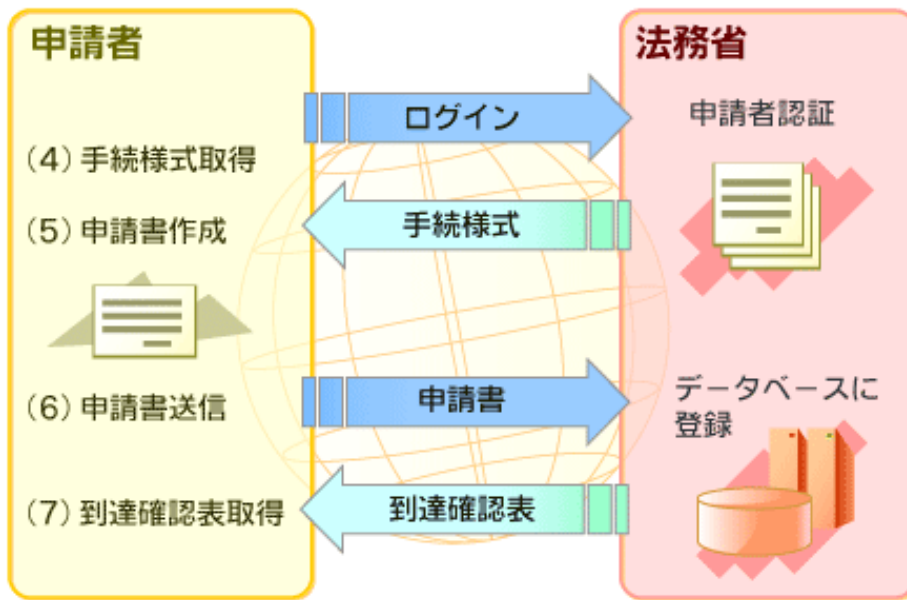 申請者
法務省
ログイン
申請者認証
(4) 手続様式取得
手続様式
(5) 申請書作成
申請書
データベースに
登録
(6) 申請書送信
到達確認表
(7) 到達確認表取得